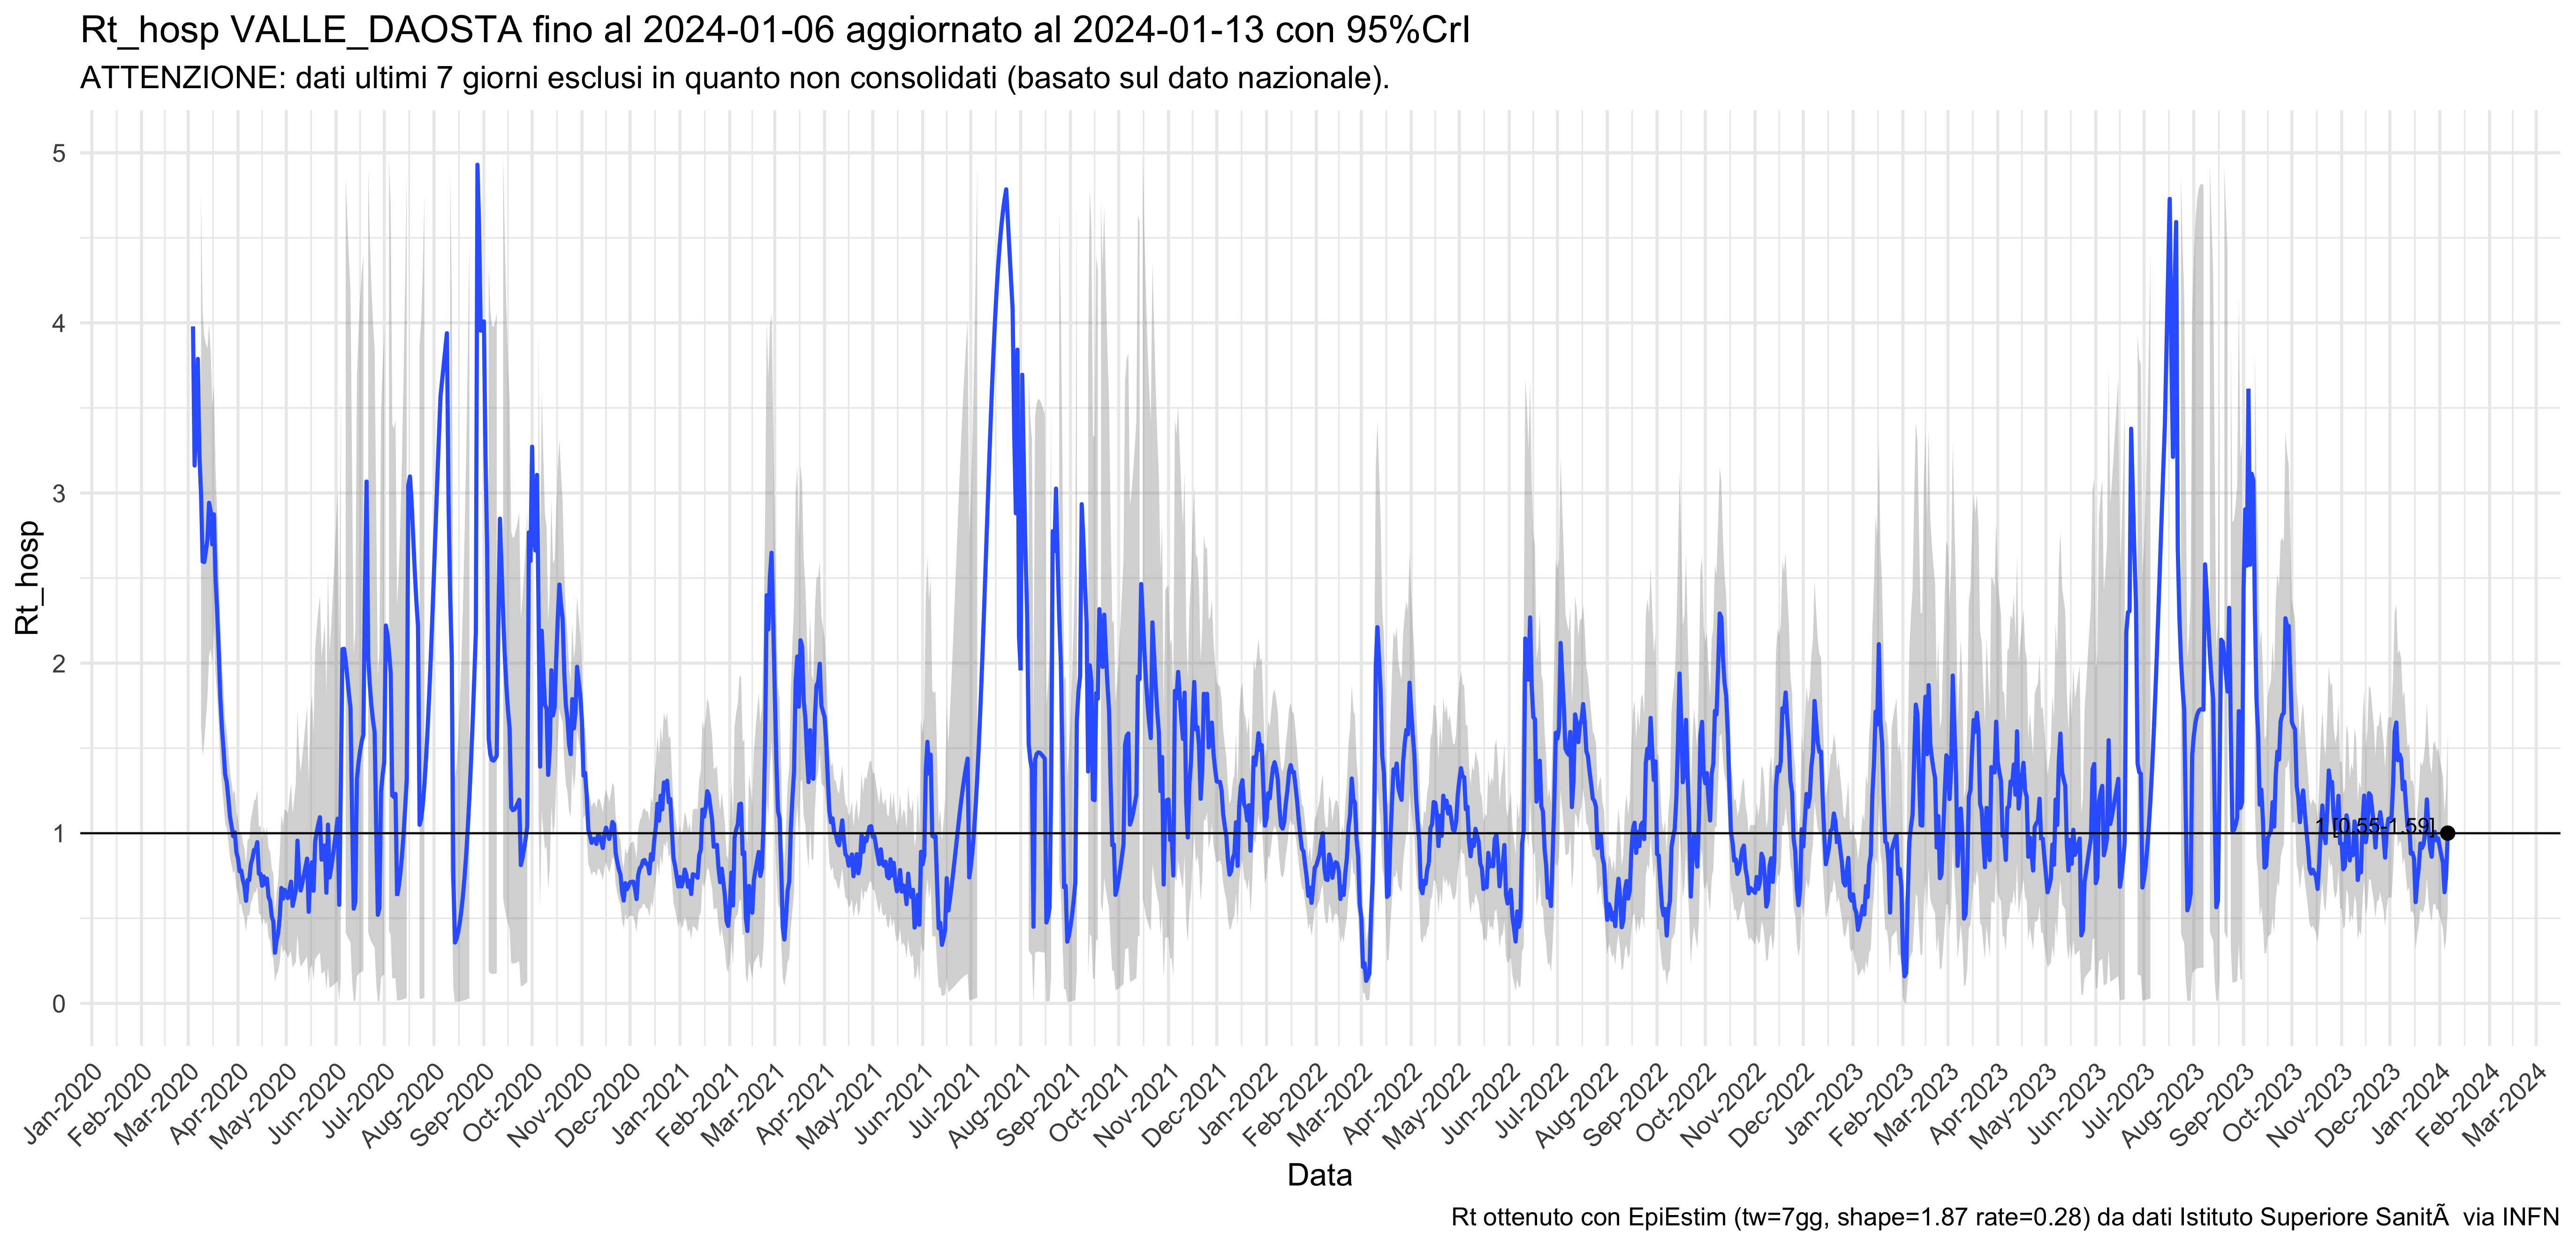 Rt_hosp VALLE_DAOSTA fino al 2024-01-06 aggiornato al 2024-01-13 con 95%CrI
ATTENZIONE: dati ultimi 7 giorni esclusi in quanto non consolidati (basato sul dato nazionale).
5
4
3
2
1
0
Rt_hosp
1 [0.55-1.59]
Jan-2020
Feb-2020
Mar-2020
Apr-2020
May-2020
Jun-2020
Jul-2020
Aug-2020
Sep-2020
Oct-2020
Nov-2020
Dec-2020
Jan-2021
Feb-2021
Mar-2021
Apr-2021
May-2021
Jun-2021
Jul-2021
Aug-2021
Sep-2021
Oct-2021
Nov-2021
Dec-2021
Jan-2022
Feb-2022
Mar-2022
Apr-2022
May-2022
Jun-2022
Jul-2022
Aug-2022
Sep-2022
Oct-2022
Nov-2022
Dec-2022
Jan-2023
Feb-2023
Mar-2023
Apr-2023
May-2023
Jun-2023
Jul-2023
Aug-2023
Sep-2023
Oct-2023
Nov-2023
Dec-2023
Jan-2024
Feb-2024
Mar-2024
Data
Rt ottenuto con EpiEstim (tw=7gg, shape=1.87 rate=0.28) da dati Istituto Superiore SanitÃ  via INFN